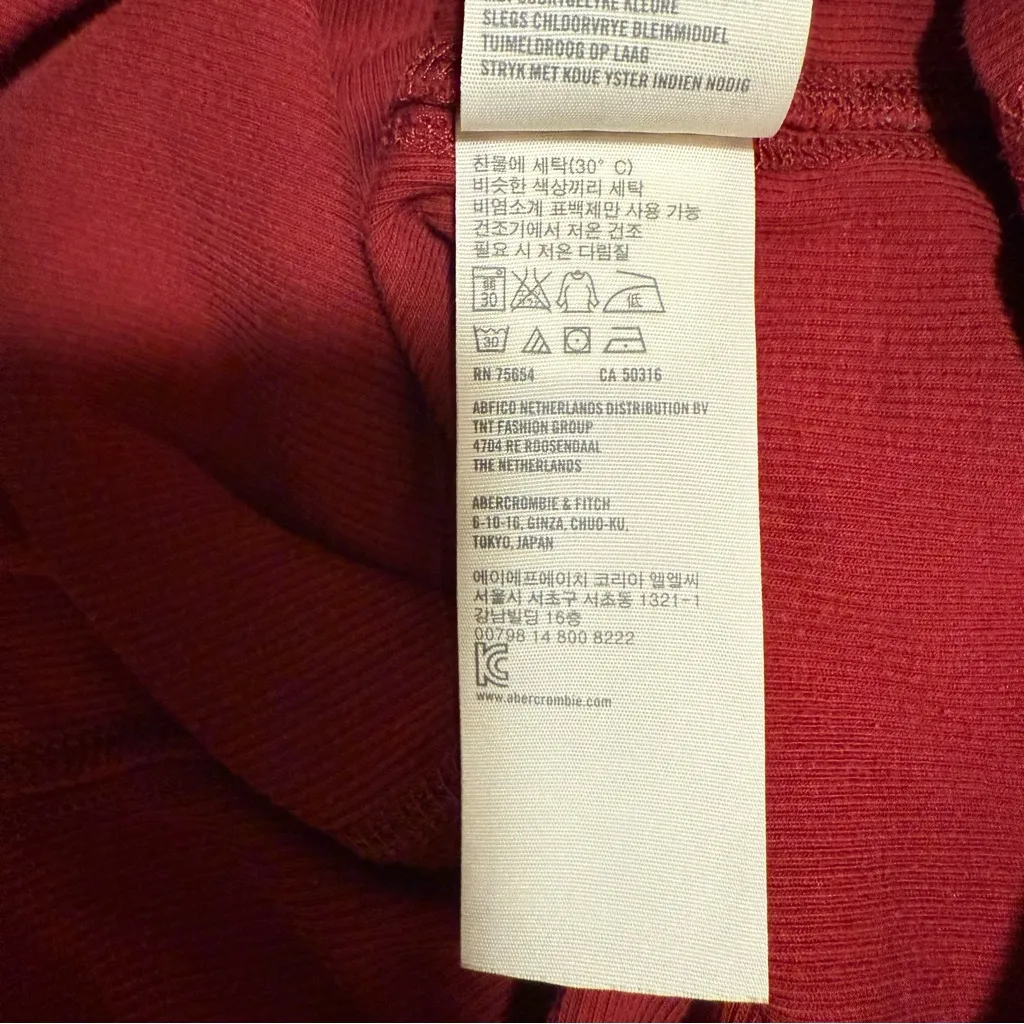 KLEURE
SLEGS CHLOORVRYE BLEIKMIDDEL
TUIMELDROOG OP LAAG
STRYK MET KOUE YSTER INDIEN NODIG
찬물에 세탁(30° C)
비슷한 색상끼리 세탁
비염소계 표백제만 사용 가능
건조기에서 저온 건조
필요 시 저온 다림질
弱 30 低
30
RN 75654 CA 50316
ABFICO NETHERLANDS DISTRIBUTION BV
TNT FASHION GROUP
4704 RE ROOSENDAAL
THE NETHERLANDS
ABERCROMBIE & FITCH
6-10-16, GINZA, CHUO-KU,
TOKYO, JAPAN
에이에프에이치 코리아 엘엘씨
서울시 서초구 서초동 1321-1
강남빌딩 16층
00798 14 800 8222
www.abercrombie.com